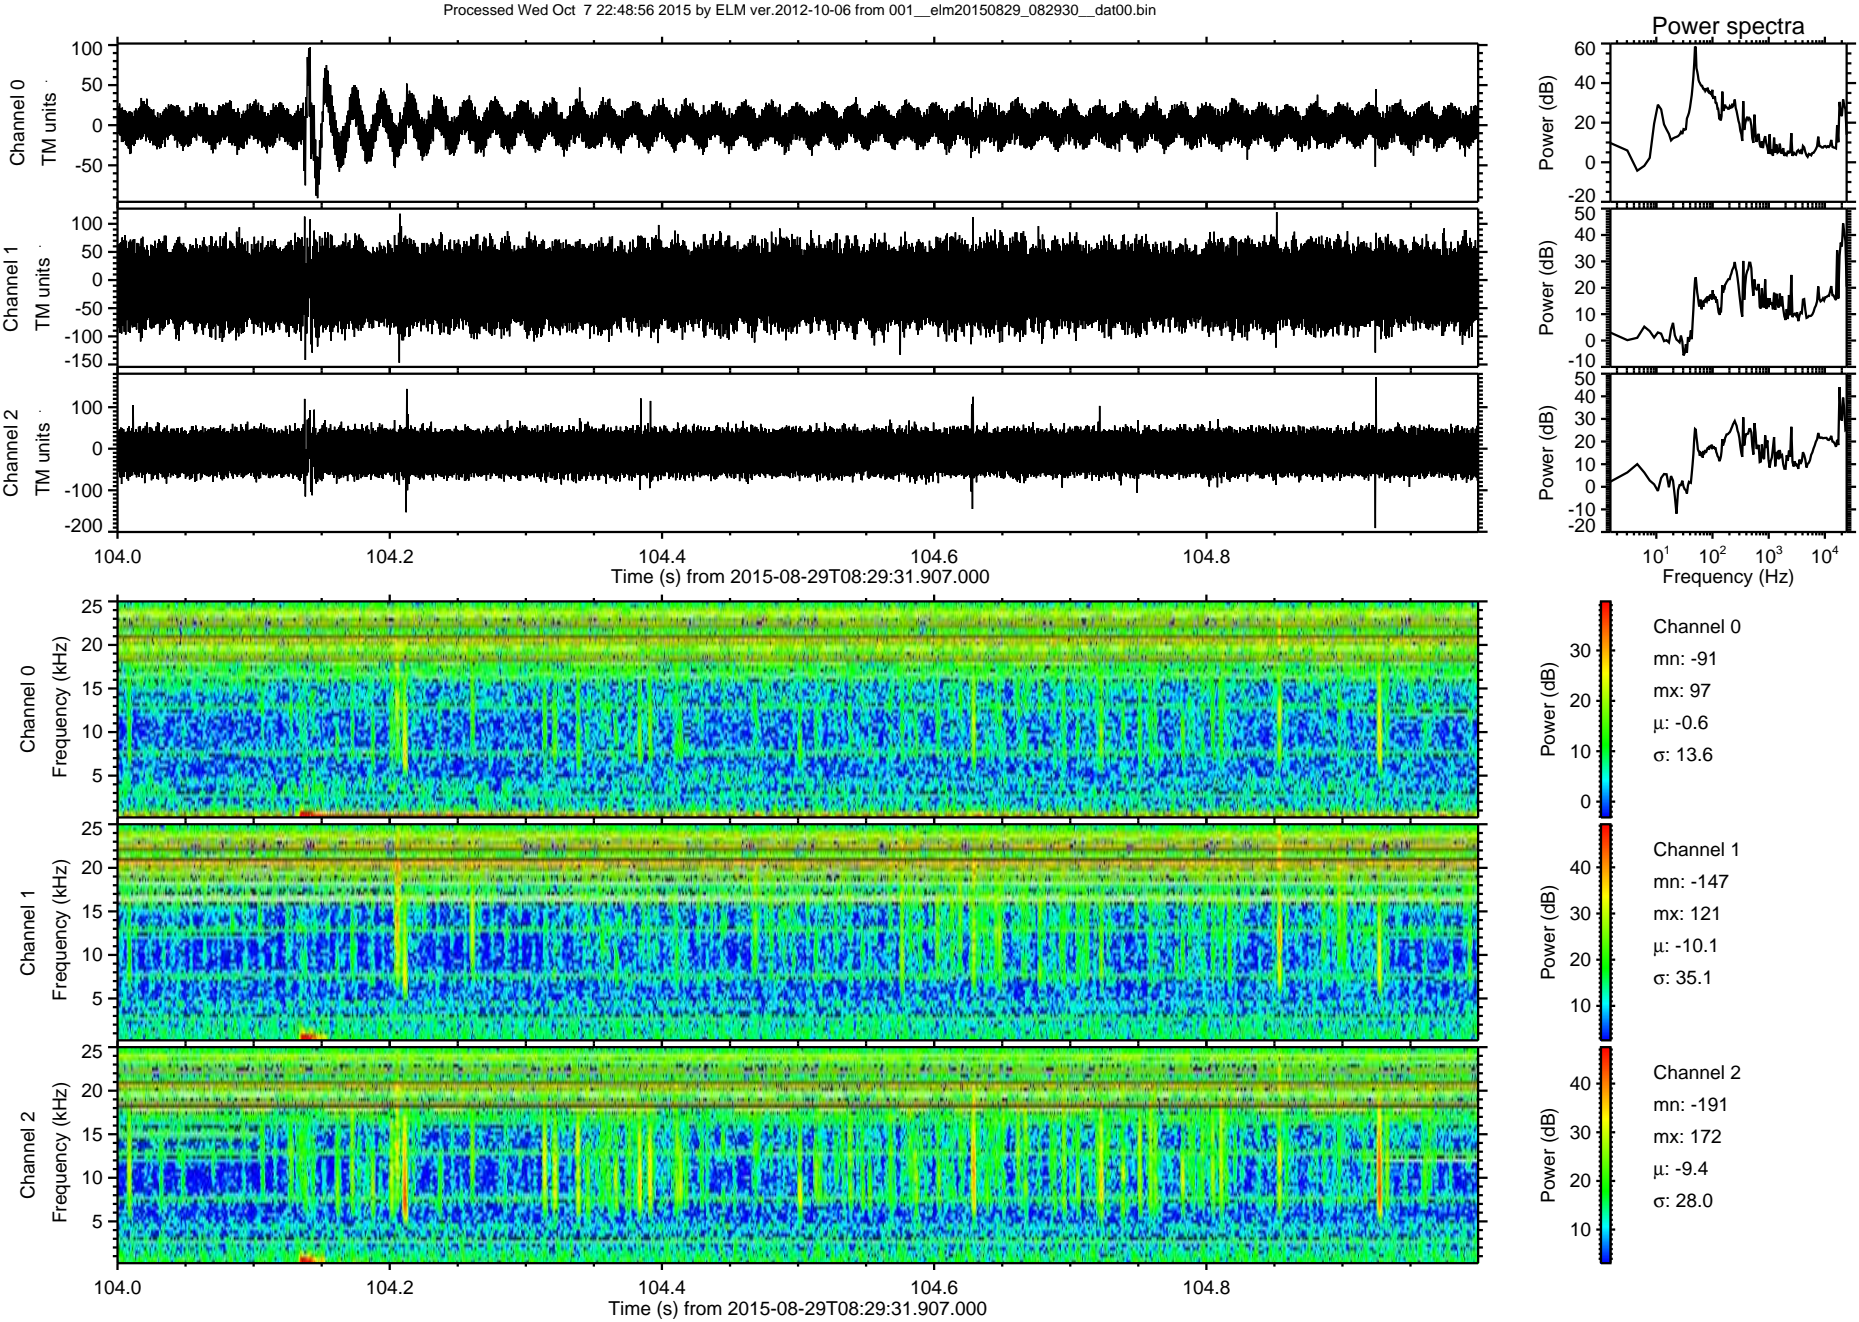 Processed Wed Oct  7 22:48:56 2015 by ELM ver.2012-10-06 from 001__elm20150829_082930__dat00.bin
Power spectra
Channel 0
TM units
100
50
0
-50
Power (dB)
60
40
20
0
-20
Channel 1
TM units
100
50
0
-50
-100
-150
Power (dB)
50
40
30
20
10
0
-10
Channel 2
TM units
100
0
-100
-200
Power (dB)
50
40
30
20
10
0
-10
-20
104.0 104.2 104.4 104.6 104.8
Time (s) from 2015-08-29T08:29:31.907.000
10^1 10^2 10^3 10^4
Frequency (Hz)
Channel 0
Frequency (kHz)
25
20
15
10
5
Power (dB)
30
20
10
0
Channel 0
mn: -91
mx: 97
µ: -0.6
σ: 13.6
Channel 1
Frequency (kHz)
25
20
15
10
5
Power (dB)
40
30
20
10
Channel 1
mn: -147
mx: 121
µ: -10.1
σ: 35.1
Channel 2
Frequency (kHz)
25
20
15
10
5
Power (dB)
40
30
20
10
Channel 2
mn: -191
mx: 172
µ: -9.4
σ: 28.0
104.0 104.2 104.4 104.6 104.8
Time (s) from 2015-08-29T08:29:31.907.000